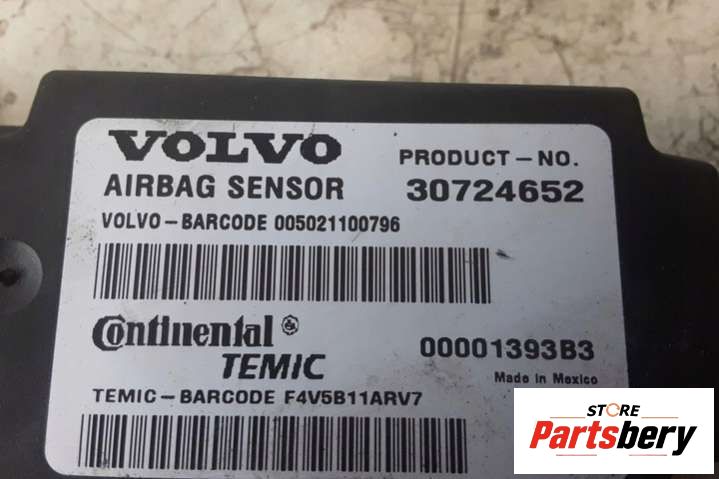 VOLVO
PRODUCT-NO.
AIRBAG SENSOR
30724652
VOLVO-BARCODE 005021100796
Continental
TEMIC
00001393B3
Made in Mexico
TEMIC-BARCODE F4V5B11ARV7
STORE
Partsbery